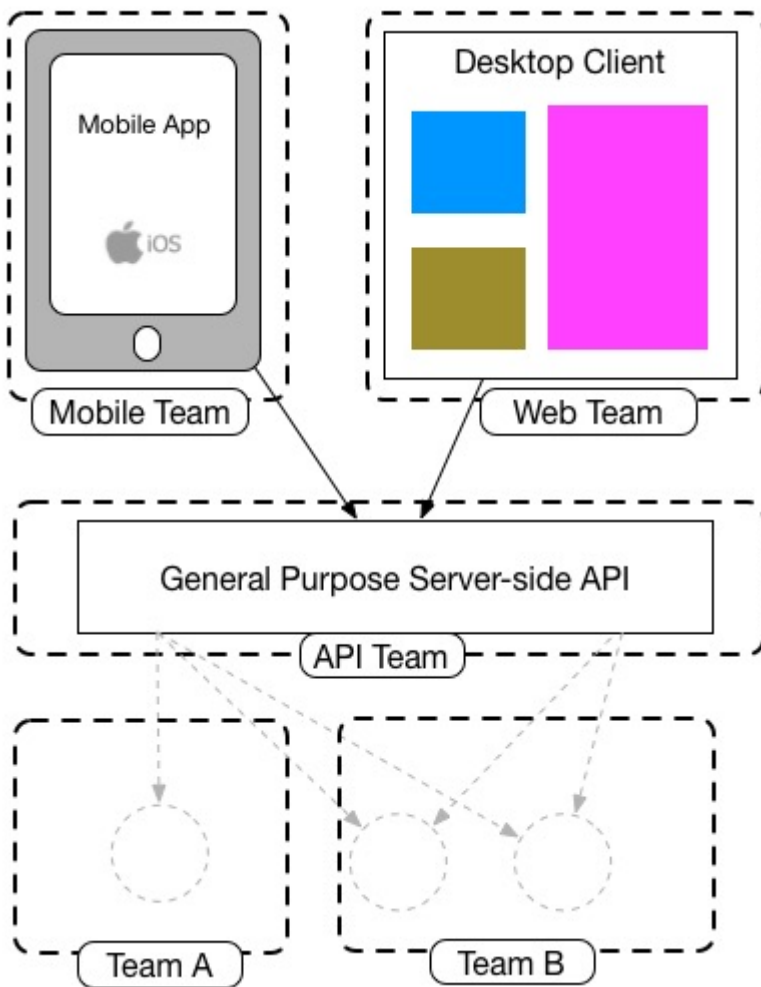 Mobile App
iOS
Mobile Team
Desktop Client
Web Team
General Purpose Server-side API
API Team
Team A
Team B